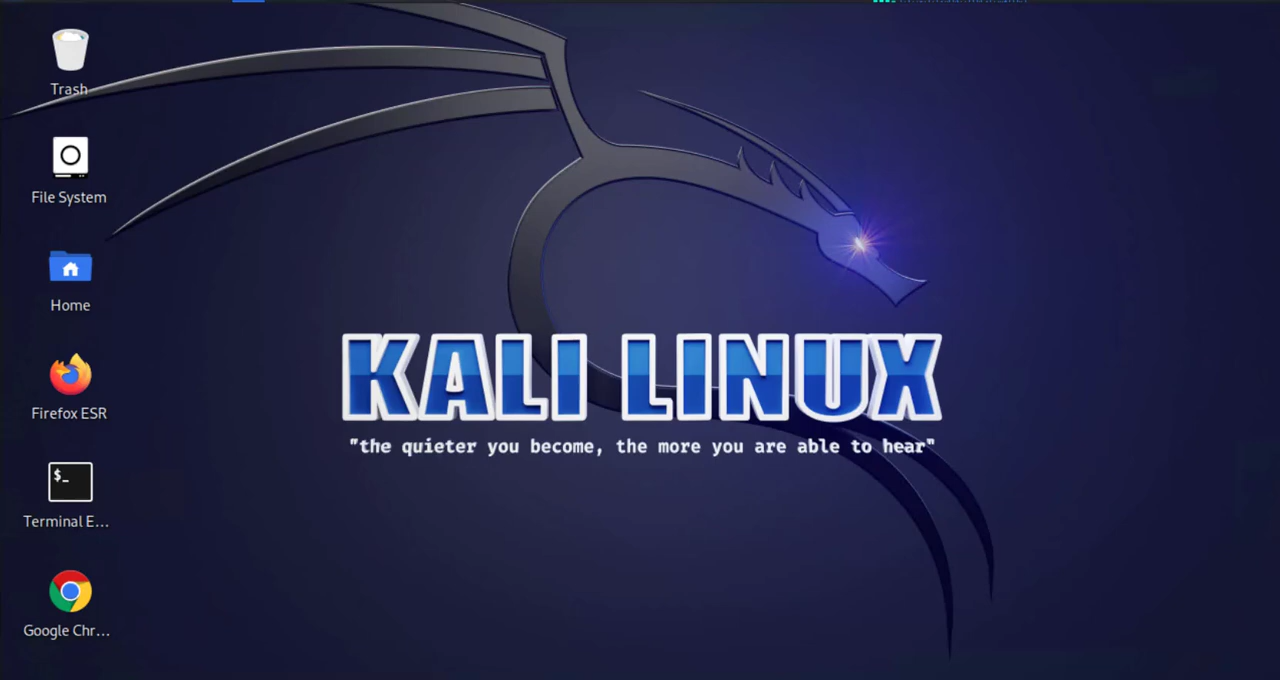 Trash
File System
Home
Firefox ESR
Terminal E...
Google Chr...
$_
KALI LINUX
"the quieter you become, the more you are able to hear"